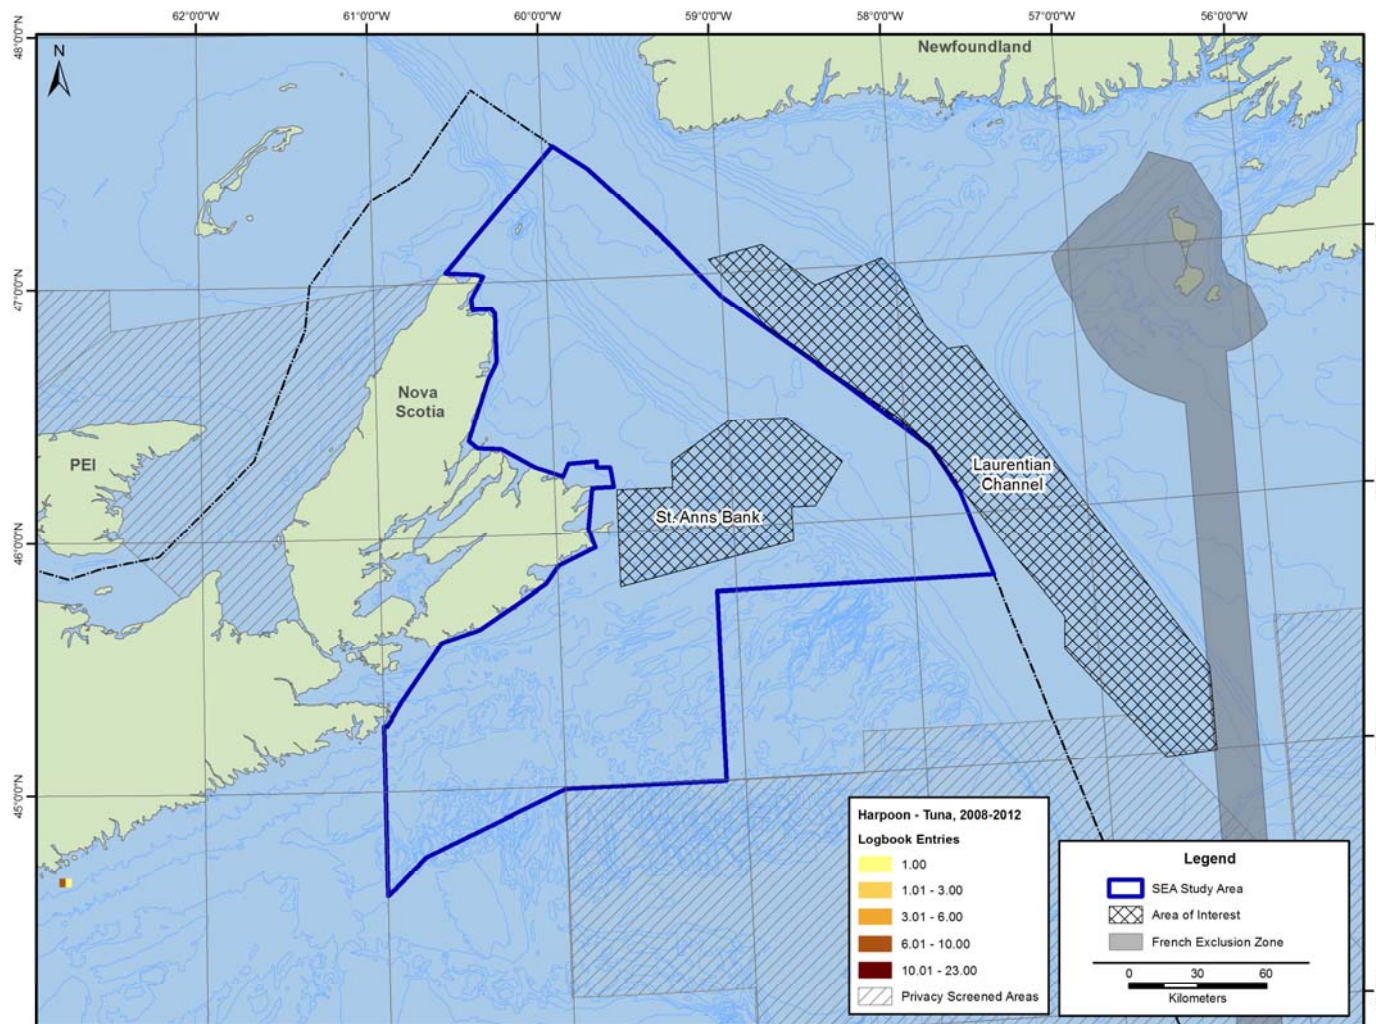 62°0'0"W 61°0'0"W 60°0'0"W 59°0'0"W 58°0'0"W 57°0'0"W 56°0'0"W
48°0'0"N
N
Newfoundland
47°0'0"N
Nova
Scotia
PEI
Laurentian
Channel
St. Anns Bank
46°0'0"N
45°0'0"N
Harpoon - Tuna, 2008-2012
Logbook Entries
1.00
1.01 - 3.00
3.01 - 6.00
6.01 - 10.00
10.01 - 23.00
Privacy Screened Areas
Legend
SEA Study Area
Area of Interest
French Exclusion Zone
0 30 60
Kilometers